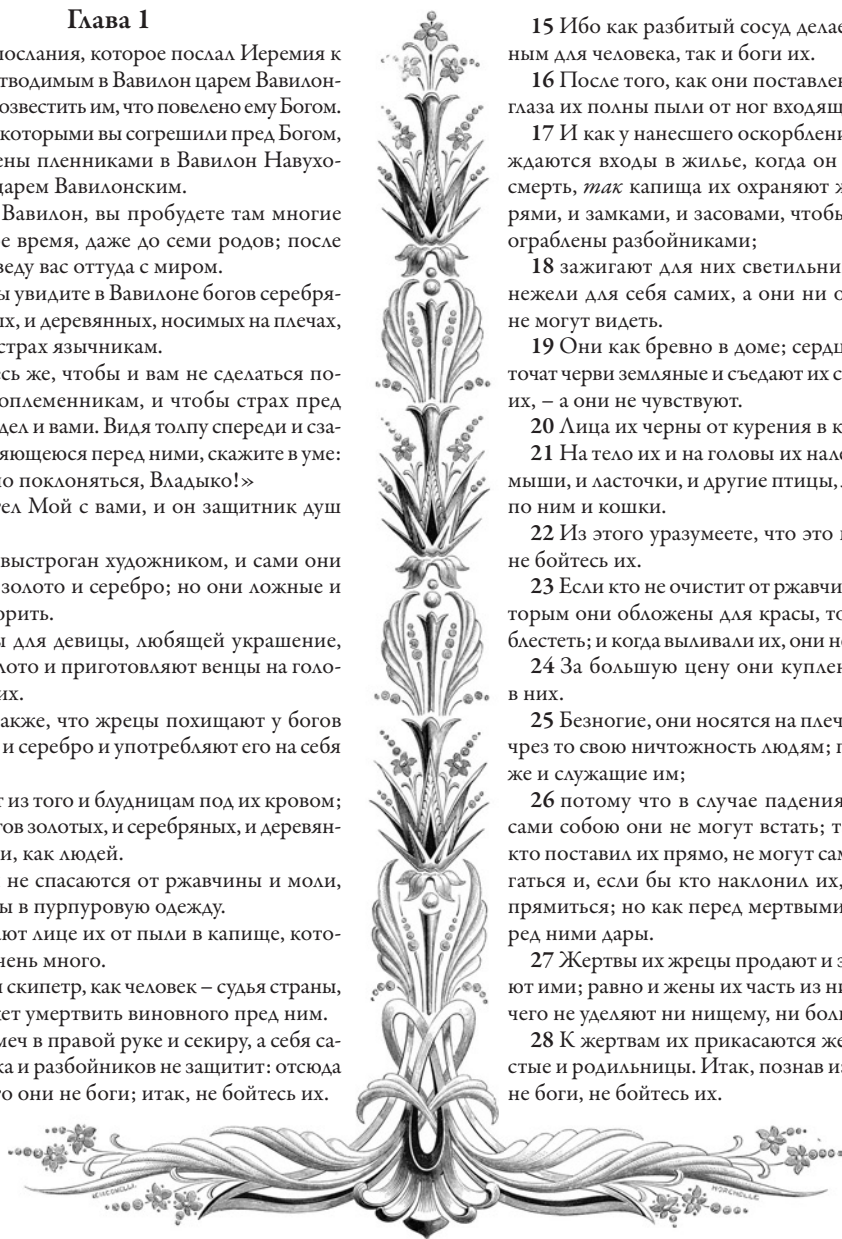 Глава 1
послания, которое послал Иеремия к
тводимым в Вавилон царем Вавилон-
озвестить им, что повелено ему Богом.
которыми вы согрешили пред Богом,
ены пленниками в Вавилон Навухо-
царем Вавилонским.
Вавилон, вы пробудете там многие
е время, даже до семи родов; после
веду вас оттуда с миром.
ы увидите в Вавилоне богов серебря-
ых, и деревянных, носимых на плечах,
страх язычникам.
есь же, чтобы и вам не сделаться по-
оплеменникам, и чтобы страх пред
дел и вами. Видя толпу спереди и сза-
няющеюся перед ними, скажите в уме:
но поклоняться, Владыко!»
гел Мой с вами, и он защитник душ
выстроган художником, и сами они
золото и серебро; но они ложные и
орить.
ы для девицы, любящей украшение,
лото и приготовляют венцы на голо-
их.
акже, что жрецы похищают у богов
и серебро и употребляют его на себя
т из того и блудницам под их кровом;
гов золотых, и серебряных, и деревян-
и, как людей.
не спасаются от ржавчины и моли,
ы в пурпуровую одежду.
ают лице их от пыли в капище, кото-
чень много.
и скипетр, как человек – судья страны,
жет умертвить виновного пред ним.
меч в правой руке и секиру, а себя са-
ка и разбойников не защитит: отсюда
то они не боги; итак, не бойтесь их.
15 Ибо как разбитый сосуд делае
ным для человека, так и боги их.
16 После того, как они поставлен
глаза их полны пыли от ног входящ
17 И как у нанесшего оскорблени
ждаются входы в жилье, когда он
смерть, так капища их охраняют ж
рями, и замками, и засовами, чтобы
ограблены разбойниками;
18 зажигают для них светильни
нежели для себя самих, а они ни о
не могут видеть.
19 Они как бревно в доме; сердц
точат черви земляные и съедают их с
их, – а они не чувствуют.
20 Лица их черны от курения в к
21 На тело их и на головы их нале
мыши, и ласточки, и другие птицы,
по ним и кошки.
22 Из этого уразумеете, что это н
не бойтесь их.
23 Если кто не очистит от ржавчи
торым они обложены для красы, то
блестеть; и когда выливали их, они н
24 За большую цену они куплен
в них.
25 Безногие, они носятся на плеч
чрез то свою ничтожность людям; п
же и служащие им;
26 потому что в случае падения
сами собою они не могут встать; т
кто поставил их прямо, не могут сам
гаться и, если бы кто наклонил их,
прямиться; но как перед мертвыми
ред ними дары.
27 Жертвы их жрецы продают и з
ют ими; равно и жены их часть из ни
чего не уделяют ни нищему, ни боль
28 К жертвам их прикасаются же
стые и родильницы. Итак, познав из
не боги, не бойтесь их.